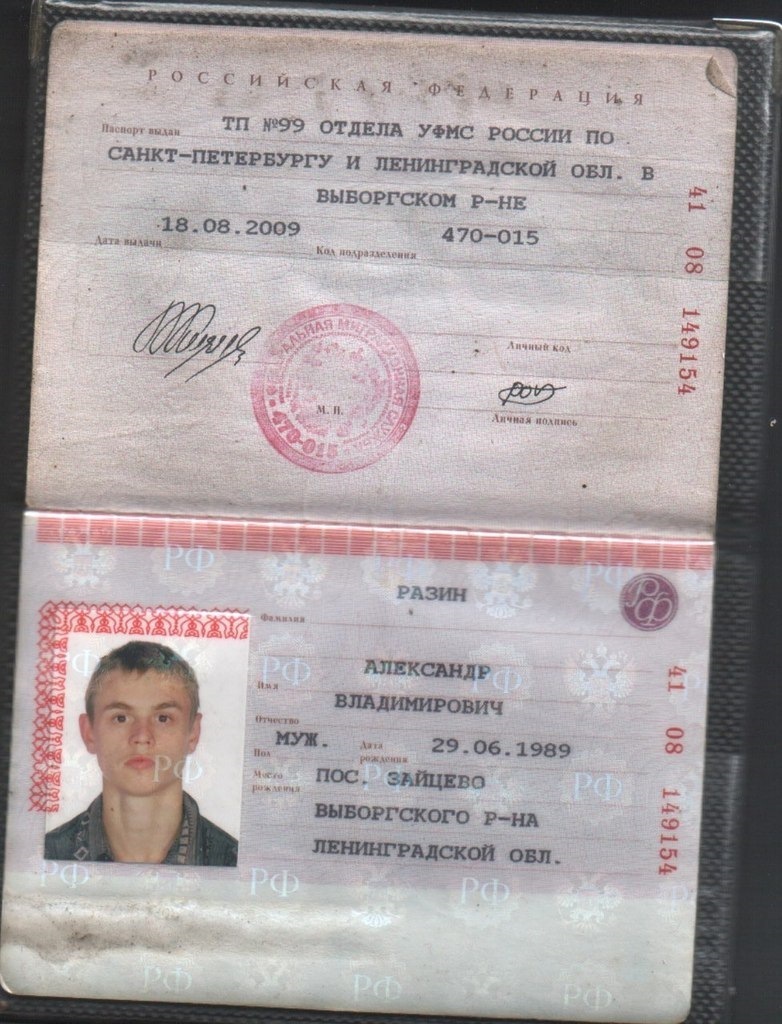 РОССИЙСКАЯ ФЕДЕРАЦИЯ
Паспорт выдан ТП №99 ОТДЕЛА УФМС РОССИИ ПО
САНКТ-ПЕТЕРБУРГУ И ЛЕНИНГРАДСКОЙ ОБЛ. В
ВЫБОРГСКОМ Р-НЕ
Дата выдачи 18.08.2009 Код подразделения 470-015
41 08 149154
Личный код
М. П.
470-015
Личная подпись
РФ РФ
РАЗИН
Фамилия
РФ
АЛЕКСАНДР
Имя
ВЛАДИМИРОВИЧ
Отчество
МУЖ. Дата рождения 29.06.1989
Пол
Место рождения ПОС. ЗАЙЦЕВО
ВЫБОРГСКОГО Р-НА
ЛЕНИНГРАДСКОЙ ОБЛ.
41 08 149154
РФ РФ РФ
РФ РФ РФ